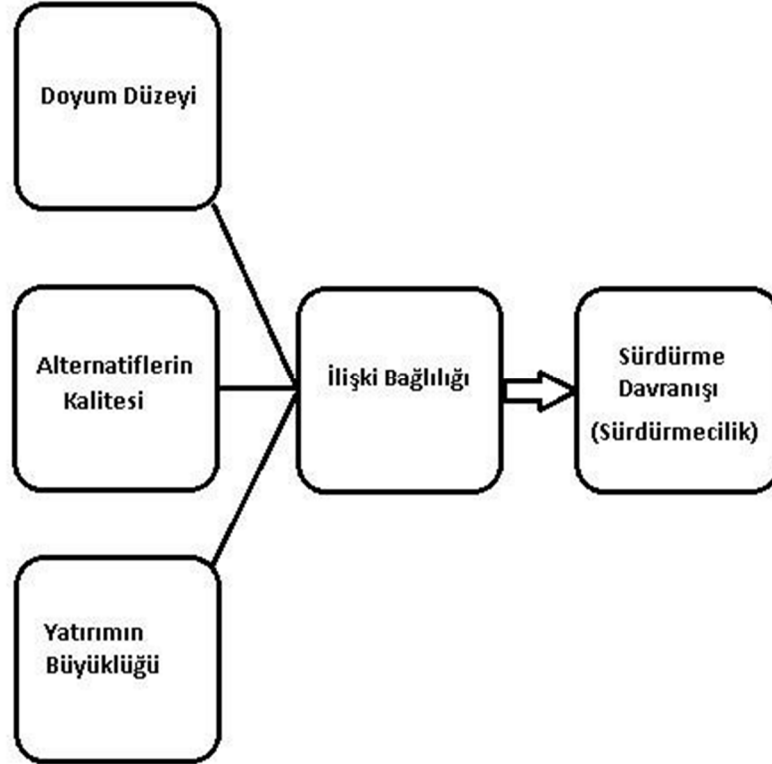 Doyum Düzeyi
Alternatiflerin
Kalitesi
Yatırımın
Büyüklüğü
İlişki Bağlılığı
Sürdürme
Davranışı
(Sürdürmecilik)